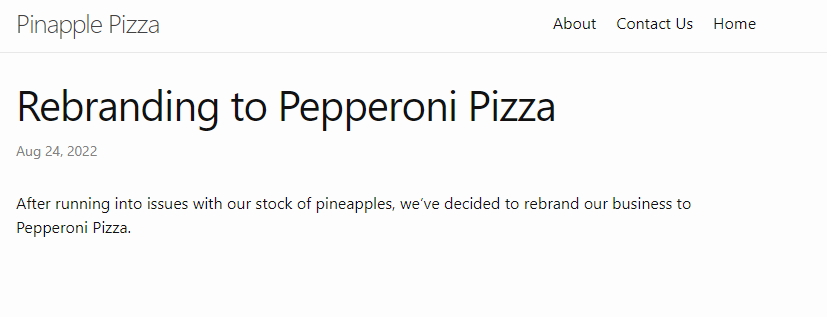 Pinapple Pizza
About Contact Us Home
Rebranding to Pepperoni Pizza
Aug 24, 2022
After running into issues with our stock of pineapples, we’ve decided to rebrand our business to
Pepperoni Pizza.